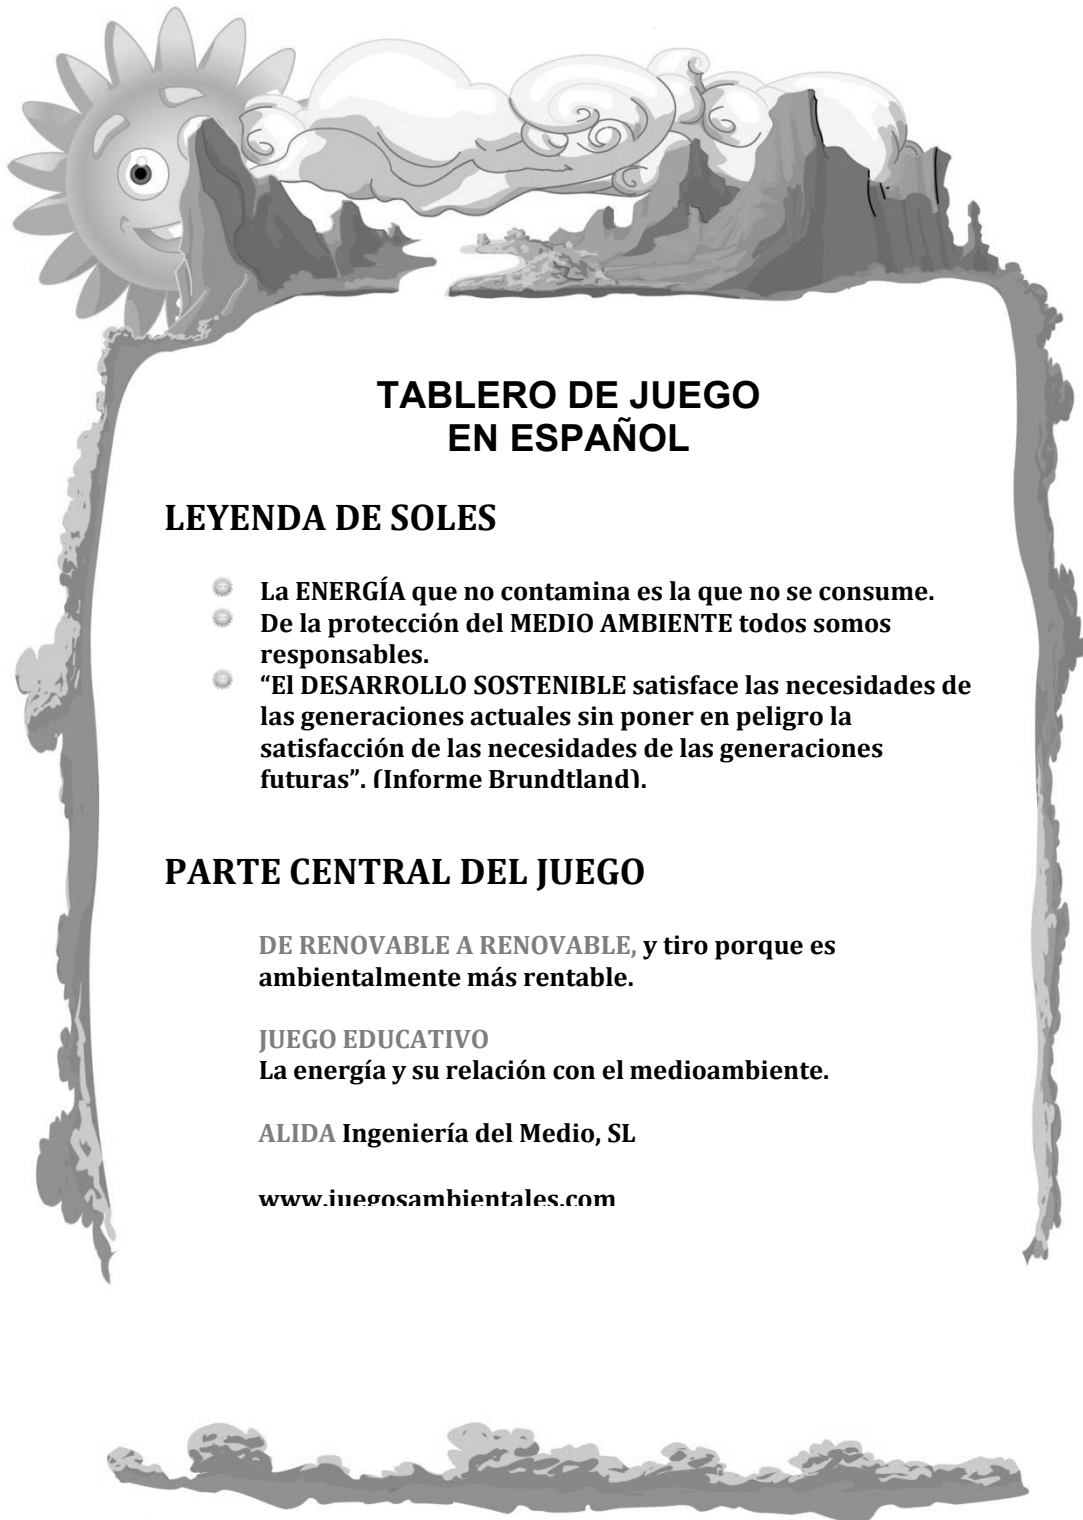 TABLERO DE JUEGO
EN ESPAÑOL
LEYENDA DE SOLES
La ENERGÍA que no contamina es la que no se consume.
De la protección del MEDIO AMBIENTE todos somos
responsables.
“El DESARROLLO SOSTENIBLE satisface las necesidades de
las generaciones actuales sin poner en peligro la
satisfacción de las necesidades de las generaciones
futuras”. (Informe Brundtland).
PARTE CENTRAL DEL JUEGO
DE RENOVABLE A RENOVABLE, y tiro porque es
ambientalmente más rentable.
JUEGO EDUCATIVO
La energía y su relación con el medioambiente.
ALIDA Ingeniería del Medio, SL
www.juegosambientales.com